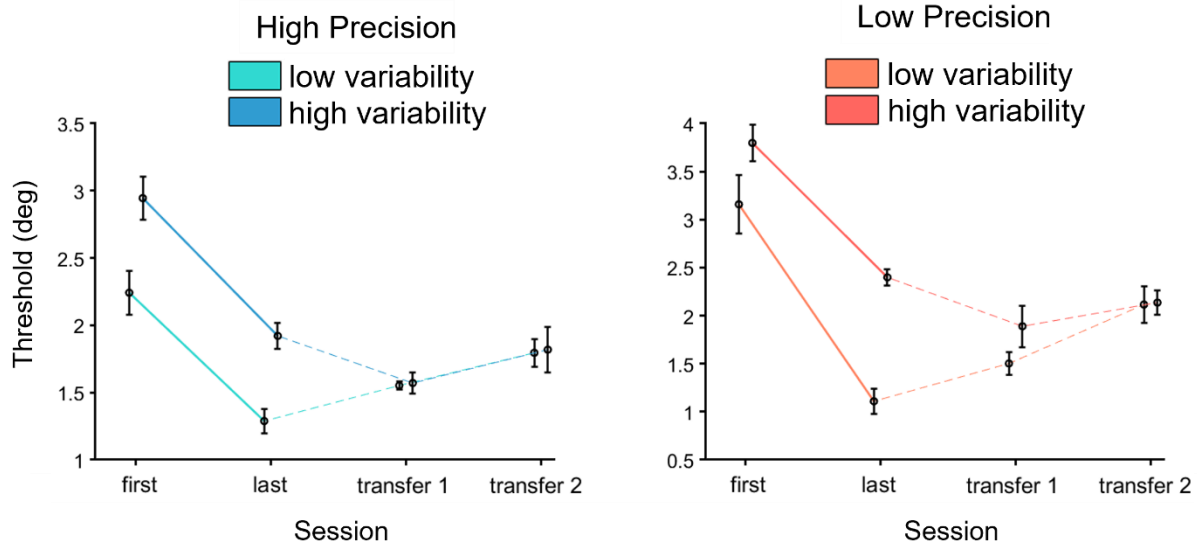 High Precision
low variability
high variability
3.5
3
2.5
2
1.5
1
Threshold (deg)
first
last
transfer 1
transfer 2
Session
Low Precision
low variability
high variability
4
3.5
3
2.5
2
1.5
1
0.5
first
last
transfer 1
transfer 2
Session